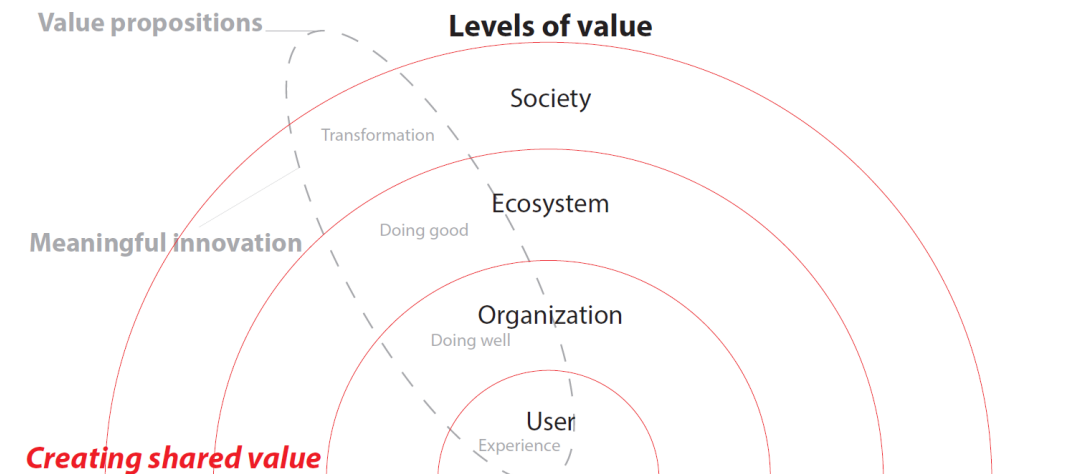 Value propositions
Levels of value
Society
Transformation
Ecosystem
Doing good
Meaningful innovation
Organization
Doing well
User
Experience
Creating shared value